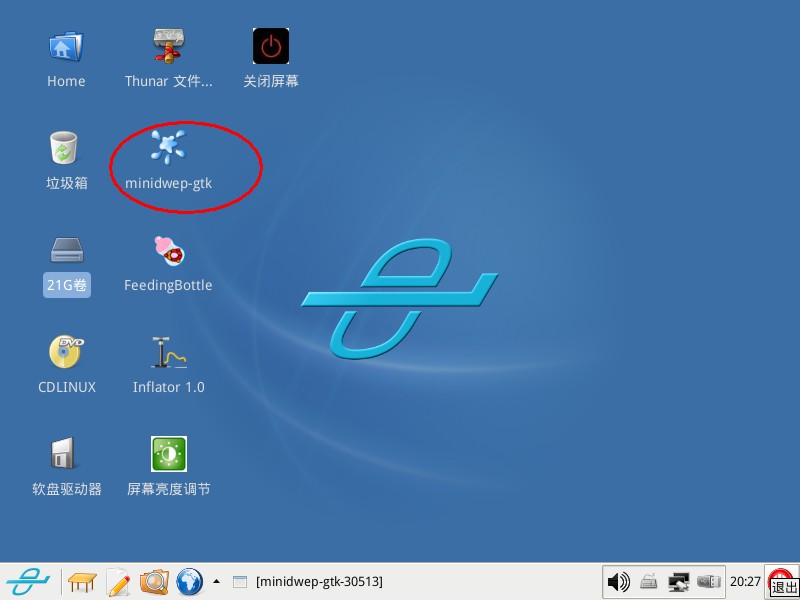 Home
Thunar 文件...
关闭屏幕
垃圾箱
minidwep-gtk
21G卷
FeedingBottle
DVD
CDLINUX
Inflator 1.0
软盘驱动器
屏幕亮度调节
[minidwep-gtk-30513]
20:27
退出